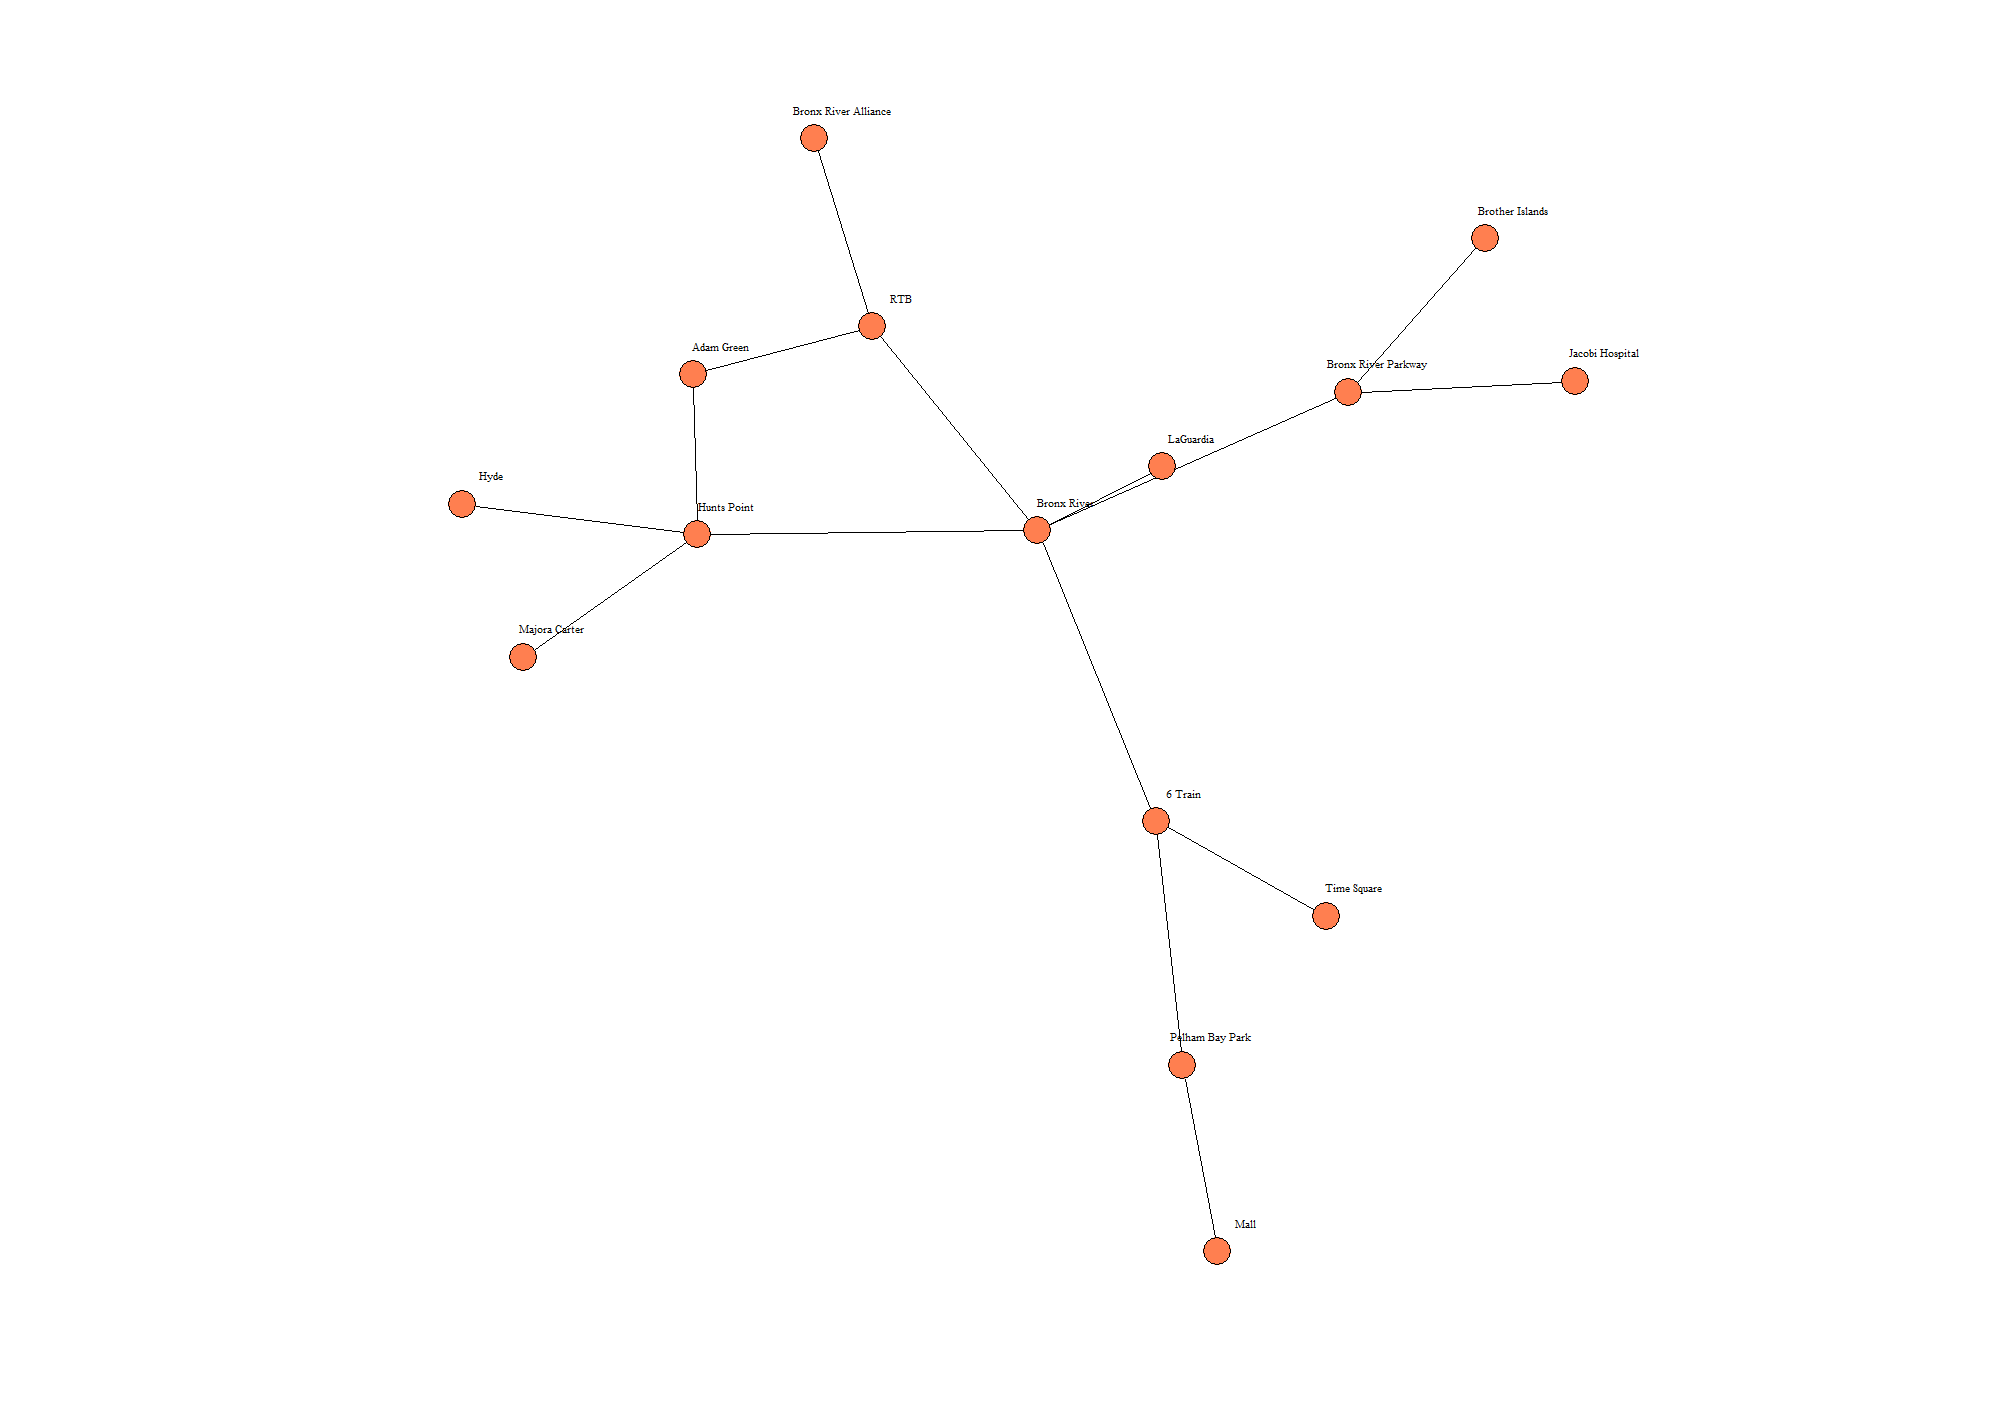 Bronx River Alliance
Brother Islands
RTB
Adam Green
Jacobi Hospital
Bronx River Parkway
LaGuardia
Hyde
Bronx River
Hunts Point
Majora Carter
6 Train
Time Square
Pelham Bay Park
Mall